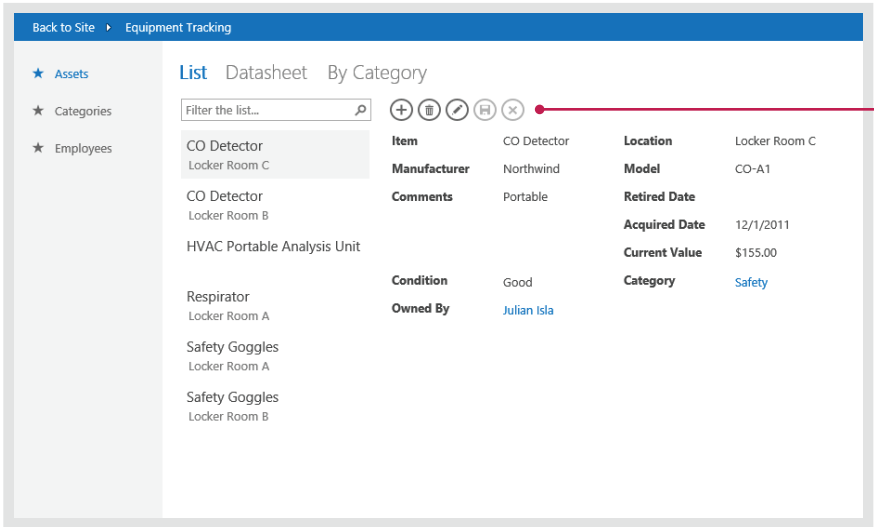 Back to Site Equipment Tracking
Assets
Categories
Employees
List Datasheet By Category
Filter the list...
CO Detector
Locker Room C
CO Detector
Locker Room B
HVAC Portable Analysis Unit
Respirator
Locker Room A
Safety Goggles
Locker Room A
Safety Goggles
Locker Room B
Item CO Detector Location Locker Room C
Manufacturer Northwind Model CO-A1
Comments Portable Retired Date
Acquired Date 12/1/2011
Current Value $155.00
Condition Good Category Safety
Owned By Julian Isla